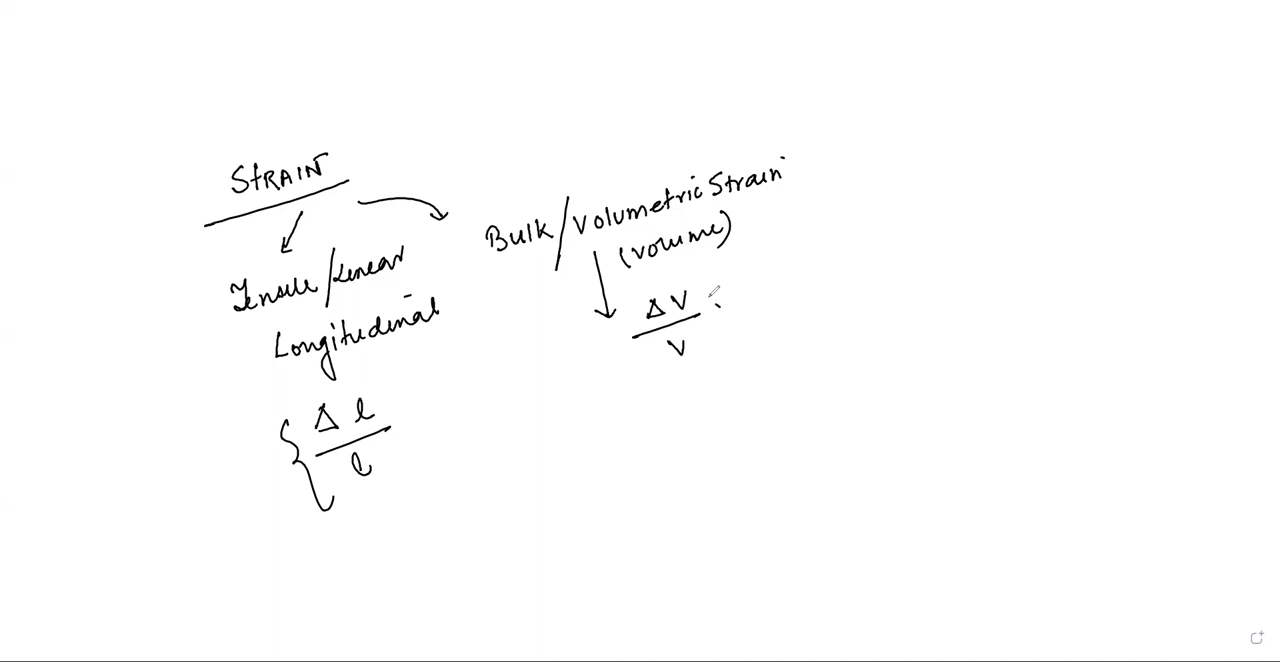 STRAIN
Tensile/Linear
Longitudinal
Δl
l
Bulk/Volumetric Strain
(volume)
ΔV
V